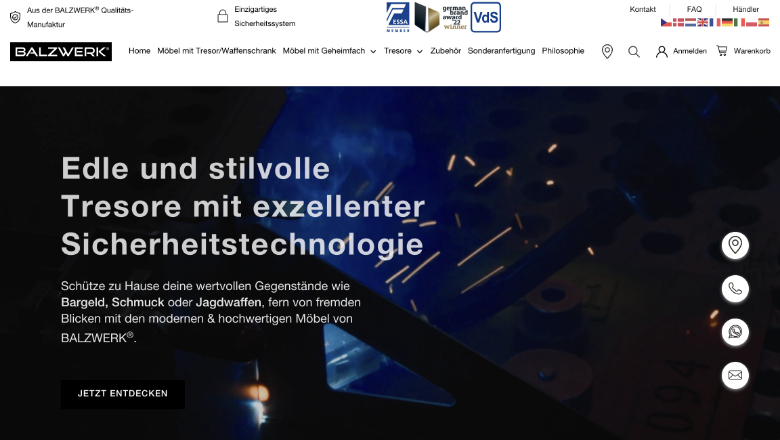 Aus der BALZWERK® Qualitäts-
Manufaktur
Einzigartiges
Sicherheitssystem
ESSA
MEMBER
german
brand
award
'22
winner
VdS
Kontakt
FAQ
Händler
BALZWERK®
Home Möbel mit Tresor/Waffenschrank Möbel mit Geheimfach Tresore Zubehör Sonderanfertigung Philosophie
Anmelden
Warenkorb
Edle und stilvolle
Tresore mit exzellenter
Sicherheitstechnologie
Schütze zu Hause deine wertvollen Gegenstände wie
Bargeld, Schmuck oder Jagdwaffen, fern von fremden
Blicken mit den modernen & hochwertigen Möbel von
BALZWERK®.
JETZT ENTDECKEN